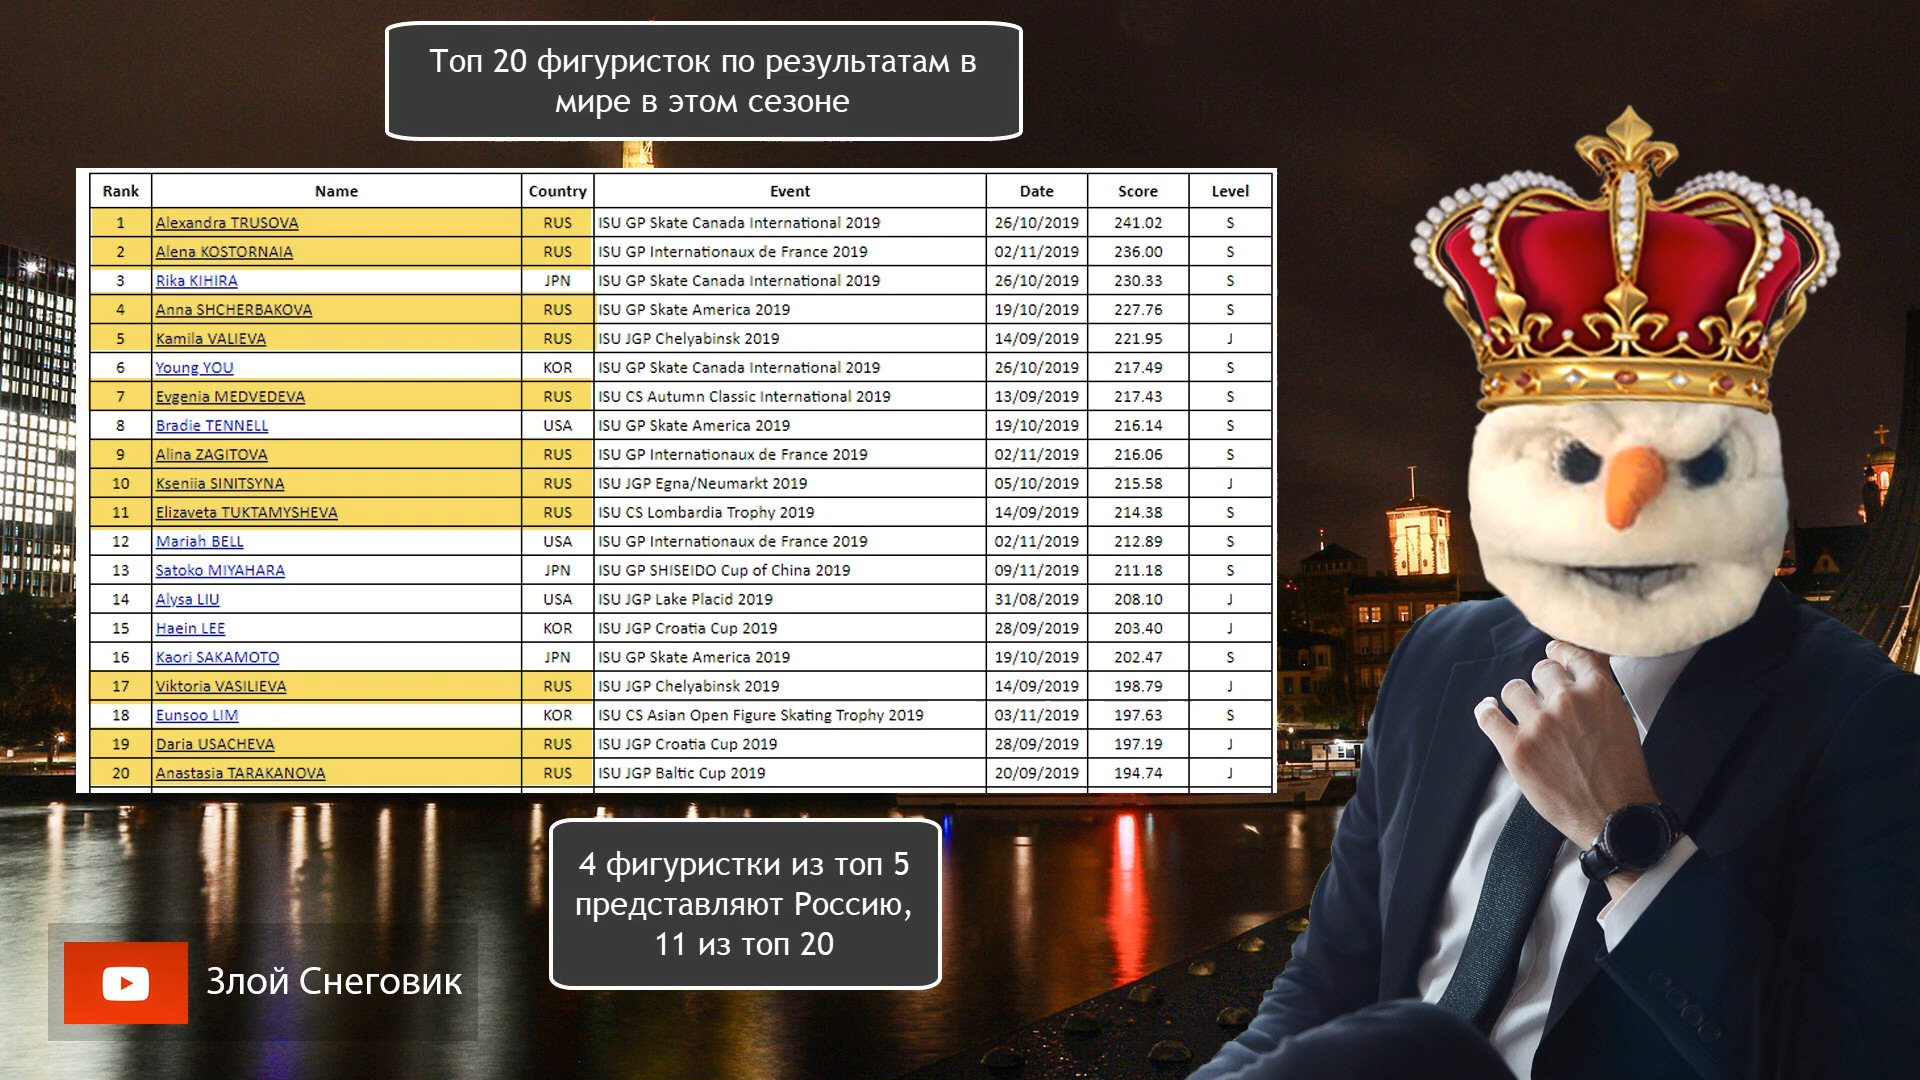 Топ 20 фигуристок по результатам в
мире в этом сезоне
Rank Name Country Event Date Score Level
1 Alexandra TRUSOVA RUS ISU GP Skate Canada International 2019 26/10/2019 241.02 S
2 Alena KOSTORNAIA RUS ISU GP Internationaux de France 2019 02/11/2019 236.00 S
3 Rika KIHIRA JPN ISU GP Skate Canada International 2019 26/10/2019 230.33 S
4 Anna SHCHERBAKOVA RUS ISU GP Skate America 2019 19/10/2019 227.76 S
5 Kamila VALIEVA RUS ISU JGP Chelyabinsk 2019 14/09/2019 221.95 J
6 Young YOU KOR ISU GP Skate Canada International 2019 26/10/2019 217.49 S
7 Evgenia MEDVEDEVA RUS ISU CS Autumn Classic International 2019 13/09/2019 217.43 S
8 Bradie TENNELL USA ISU GP Skate America 2019 19/10/2019 216.14 S
9 Alina ZAGITOVA RUS ISU GP Internationaux de France 2019 02/11/2019 216.06 S
10 Kseniia SINITSYNA RUS ISU JGP Egna/Neumarkt 2019 05/10/2019 215.58 J
11 Elizaveta TUKTAMYSHEVA RUS ISU CS Lombardia Trophy 2019 14/09/2019 214.38 S
12 Mariah BELL USA ISU GP Internationaux de France 2019 02/11/2019 212.89 S
13 Satoko MIYAHARA JPN ISU GP SHISEIDO Cup of China 2019 09/11/2019 211.18 S
14 Alysa LIU USA ISU JGP Lake Placid 2019 31/08/2019 208.10 J
15 Haein LEE KOR ISU JGP Croatia Cup 2019 28/09/2019 203.40 J
16 Kaori SAKAMOTO JPN ISU GP Skate America 2019 19/10/2019 202.47 S
17 Viktoria VASILIEVA RUS ISU JGP Chelyabinsk 2019 14/09/2019 198.79 J
18 Eunsoo LIM KOR ISU CS Asian Open Figure Skating Trophy 2019 03/11/2019 197.63 S
19 Daria USACHEVA RUS ISU JGP Croatia Cup 2019 28/09/2019 197.19 J
20 Anastasia TARAKANOVA RUS ISU JGP Baltic Cup 2019 20/09/2019 194.74 J
4 фигуристки из топ 5
представляют Россию,
11 из топ 20
Злой Снеговик